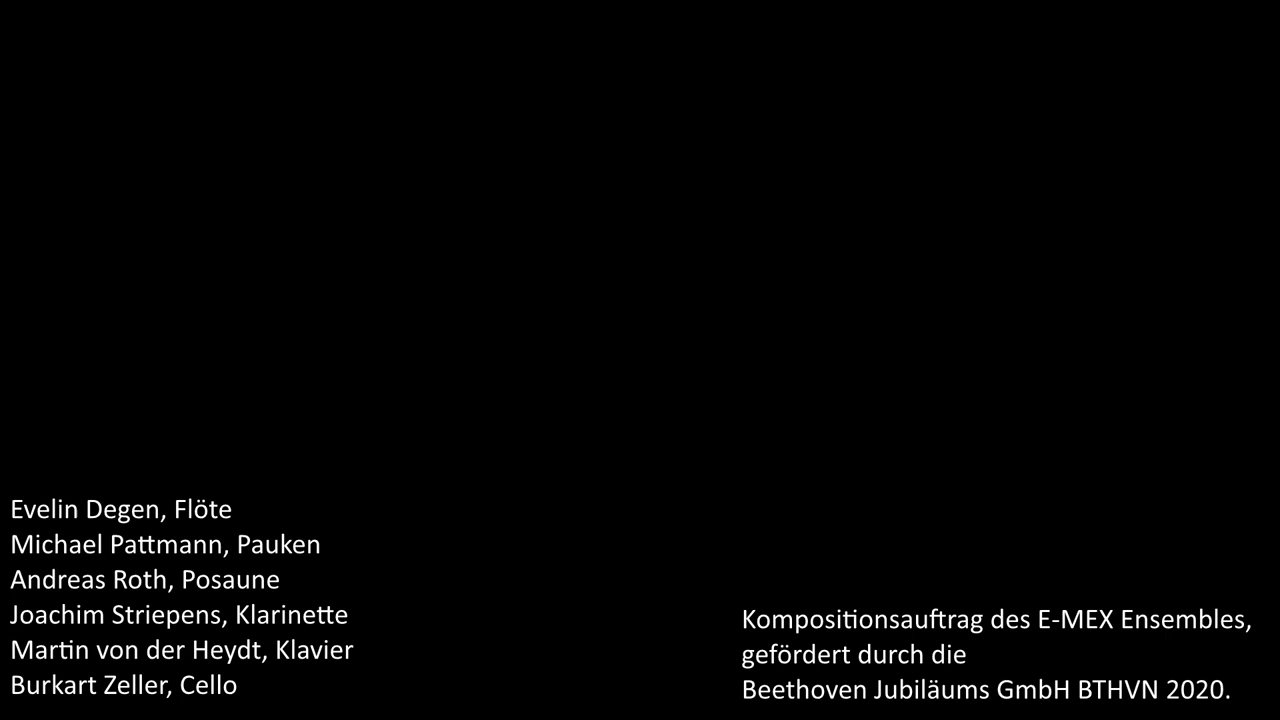 Evelin Degen, Flöte
Michael Pattmann, Pauken
Andreas Roth, Posaune
Joachim Striepens, Klarinette
Martin von der Heydt, Klavier
Burkart Zeller, Cello
Kompositionsauftrag des E-MEX Ensembles,
gefördert durch die
Beethoven Jubiläums GmbH BTHVN 2020.